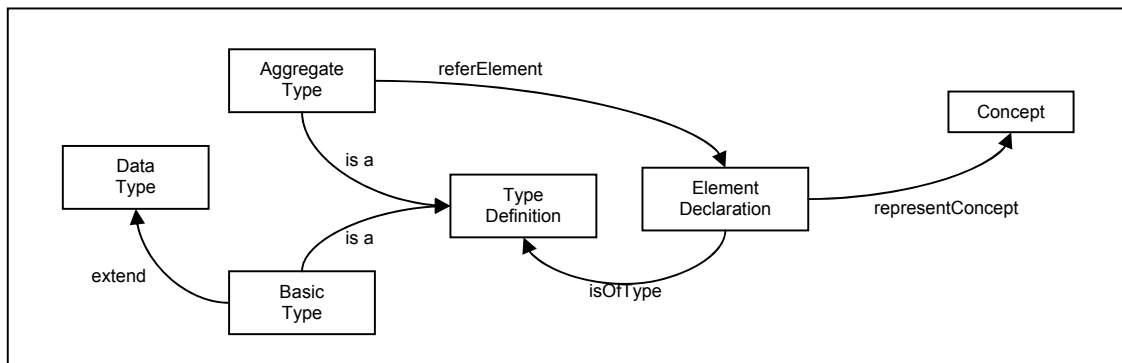 Aggregate
Type
referElement
Concept
is a
Data
Type
Type
Definition
Element
Declaration
representConcept
is a
extend
Basic
Type
isOfType